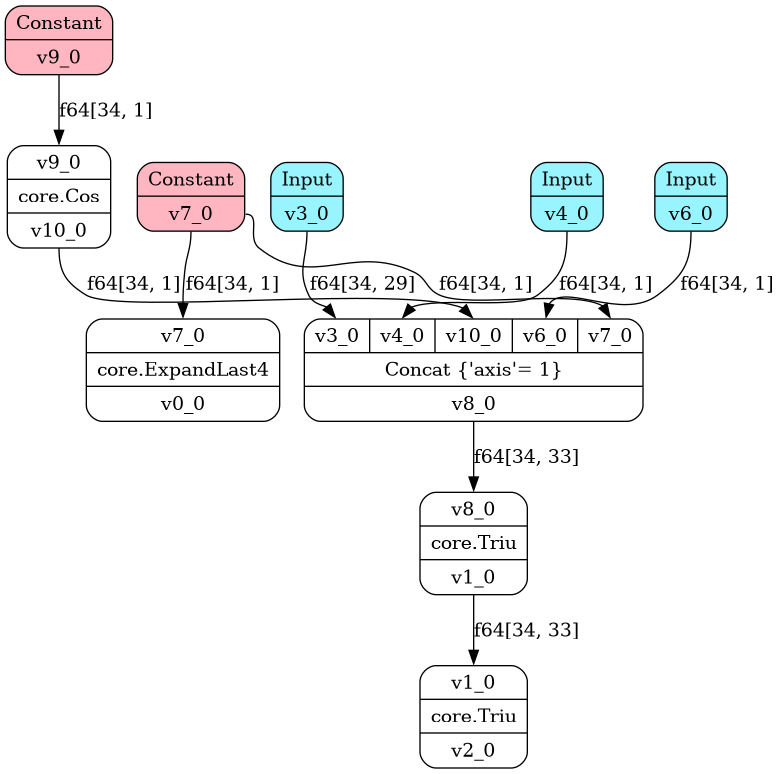 Constant
v9_0
f64[34, 1]
v9_0
core.Cos
v10_0
Constant
v7_0
Input
v3_0
Input
v4_0
Input
v6_0
f64[34, 1]
f64[34, 1]
f64[34, 29]
f64[34, 1]
f64[34, 1]
f64[34, 1]
v7_0
core.ExpandLast4
v0_0
v3_0 v4_0 v10_0 v6_0 v7_0
Concat {'axis'= 1}
v8_0
f64[34, 33]
v8_0
core.Triu
v1_0
f64[34, 33]
v1_0
core.Triu
v2_0